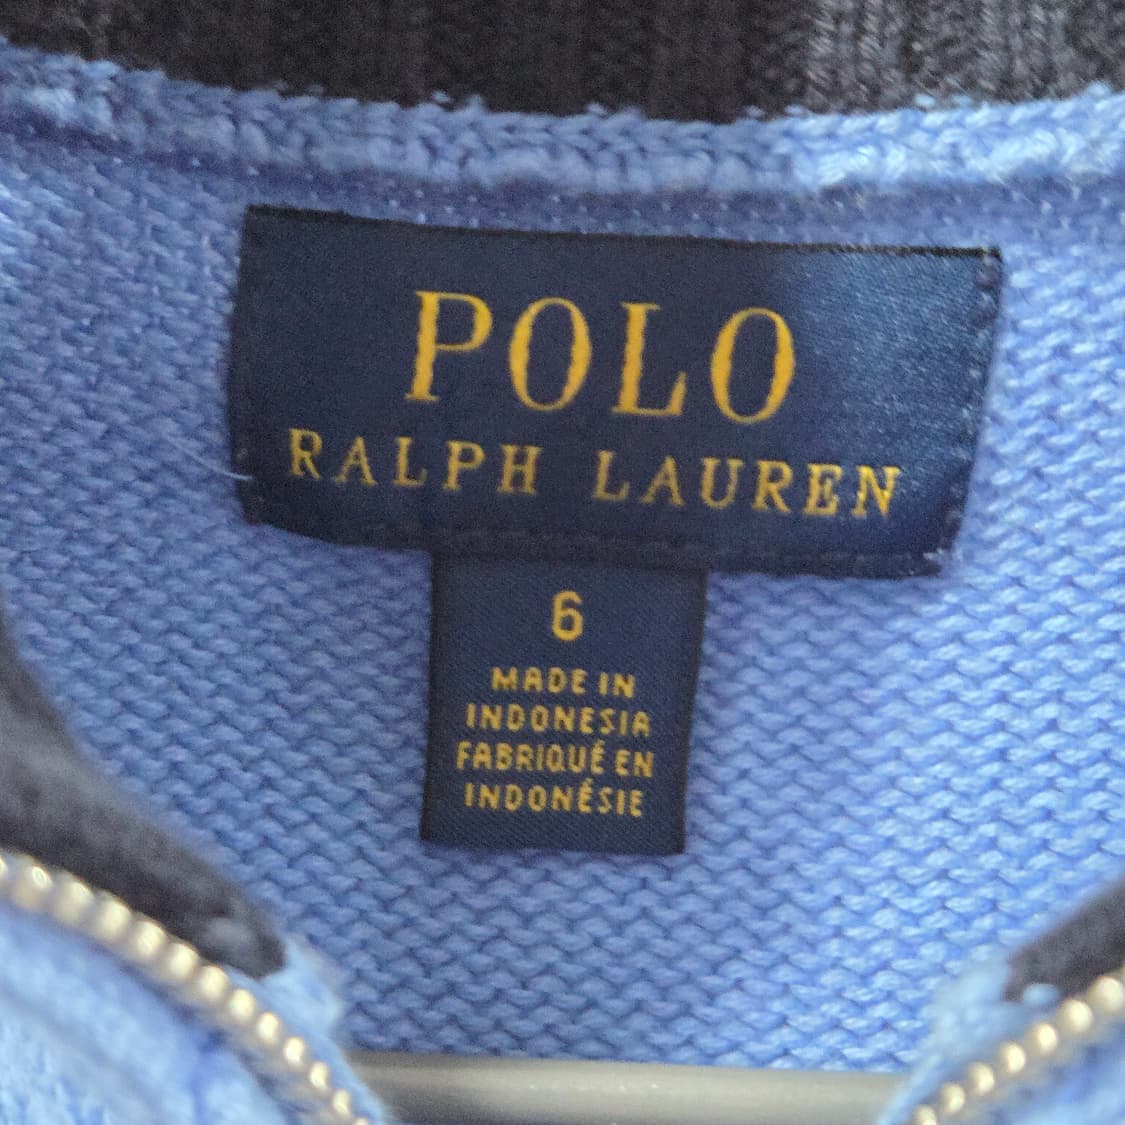 POLO
RALPH LAUREN
6
MADE IN
INDONESIA
FABRIQUÉ EN
INDONÉSIE